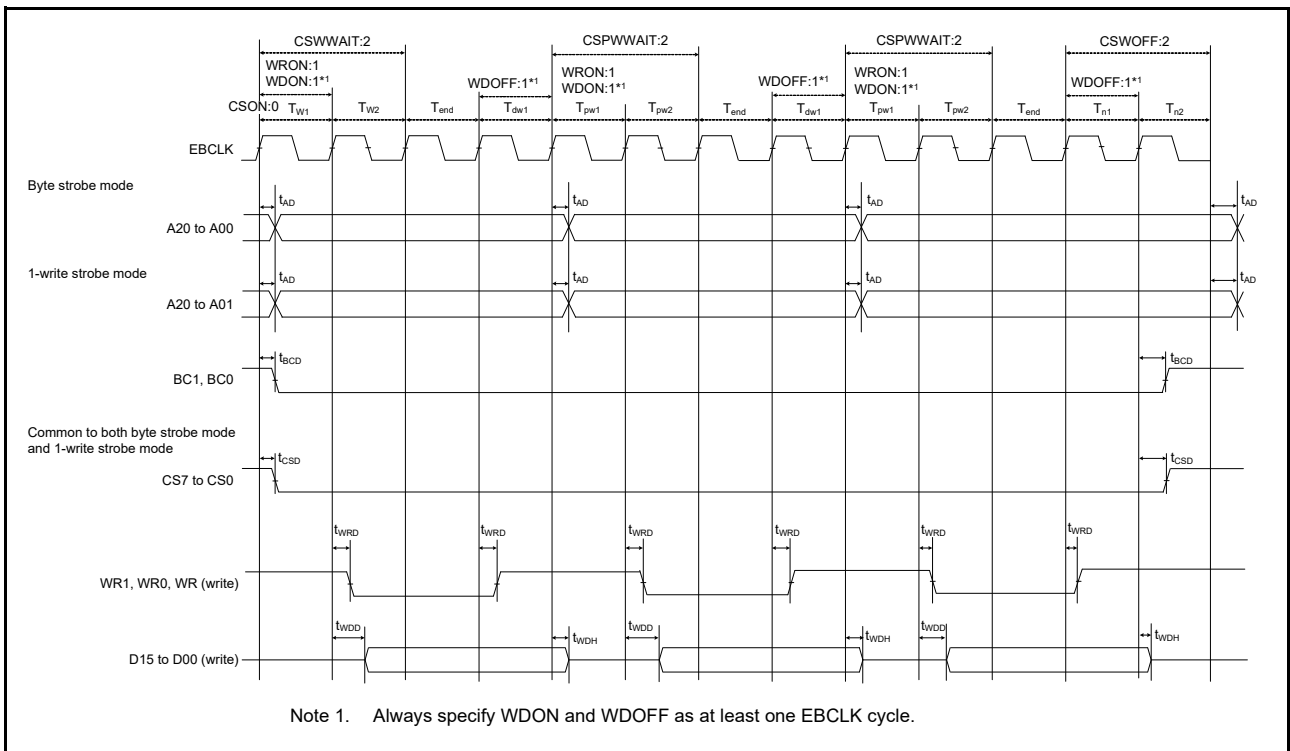 CSWWAIT:2 CSPWWAIT:2 CSPWWAIT:2 CSWOFF:2
WRON:1 WRON:1 WRON:1
WDON:1*1 WDOFF:1*1 WDON:1*1 WDOFF:1*1 WDON:1*1 WDOFF:1*1
CSON:0 TW1 TW2 Tend Tdw1 Tpw1 Tpw2 Tend Tdw1 Tpw1 Tpw2 Tend Tn1 Tn2
EBCLK
Byte strobe mode
tAD tAD tAD tAD
A20 to A00
1-write strobe mode
tAD tAD tAD tAD
A20 to A01
tBCD tBCD
BC1, BC0
Common to both byte strobe mode
and 1-write strobe mode
tCSD tCSD
CS7 to CS0
tWRD tWRD tWRD tWRD tWRD tWRD
WR1, WR0, WR (write)
tWDD tWDH tWDD tWDH tWDD tWDH
D15 to D00 (write)
Note 1. Always specify WDON and WDOFF as at least one EBCLK cycle.